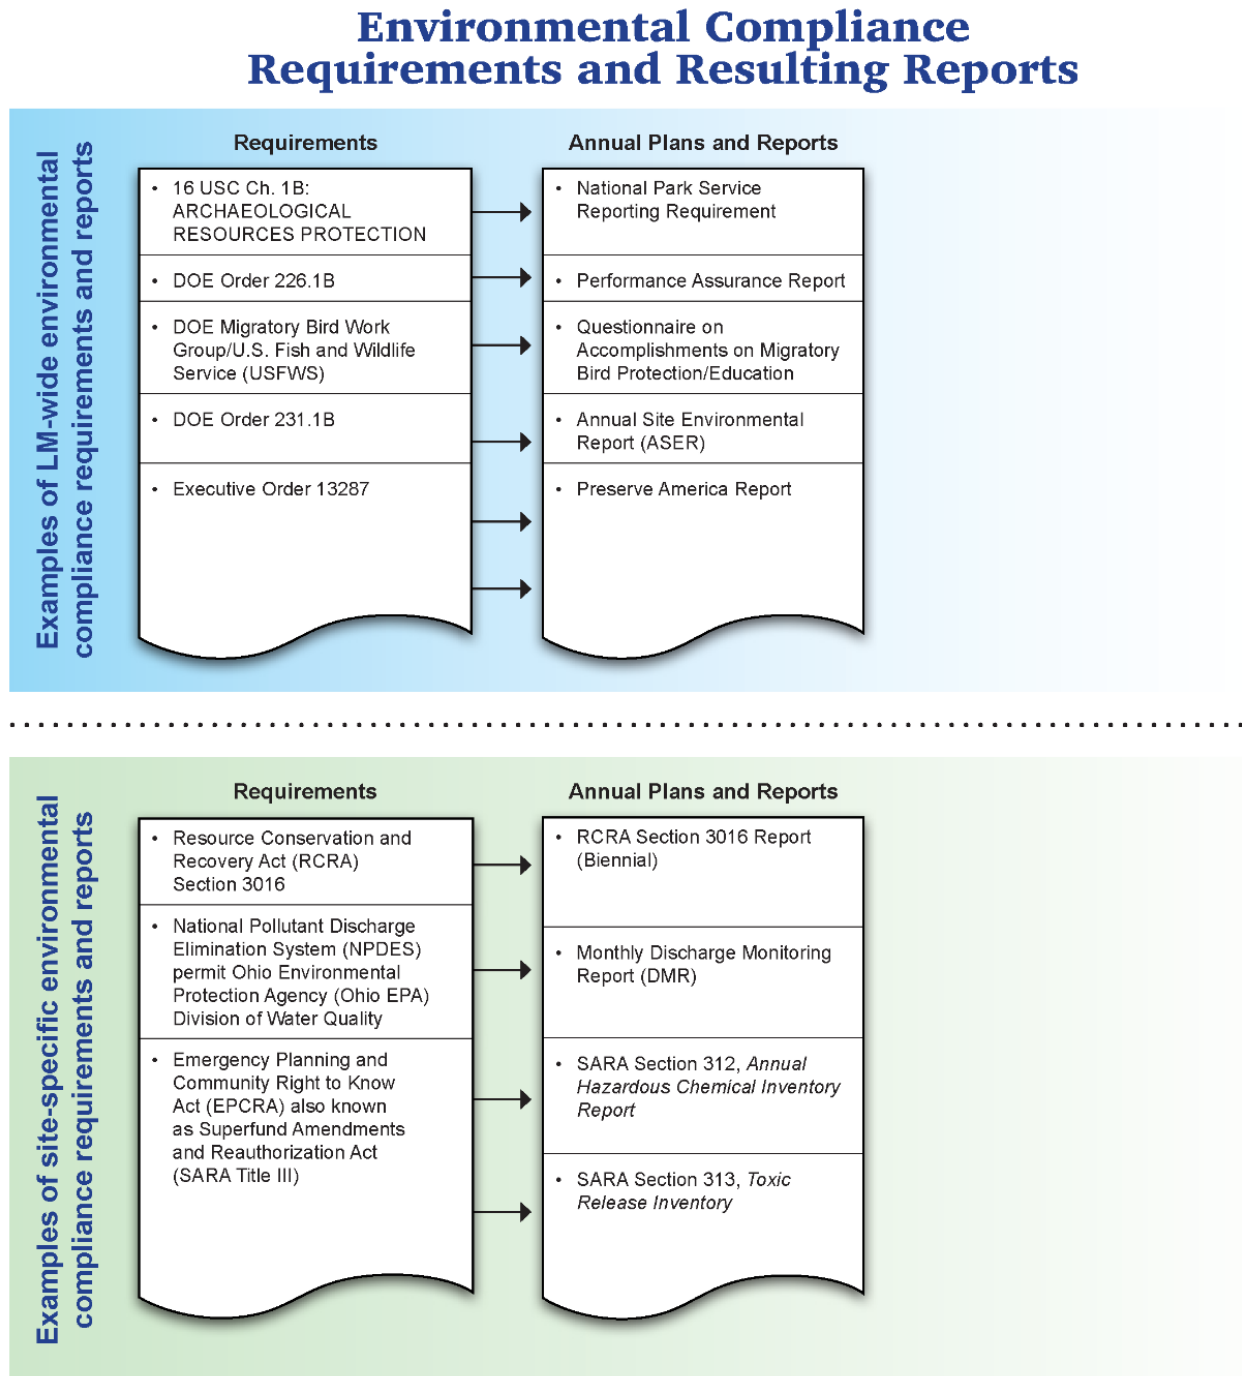 Environmental Compliance
Requirements and Resulting Reports
Examples of LM-wide environmental
compliance requirements and reports
Requirements
• 16 USC Ch. 1B:
ARCHAEOLOGICAL
RESOURCES PROTECTION
• DOE Order 226.1B
• DOE Migratory Bird Work
Group/U.S. Fish and Wildlife
Service (USFWS)
• DOE Order 231.1B
• Executive Order 13287
Annual Plans and Reports
• National Park Service
Reporting Requirement
• Performance Assurance Report
• Questionnaire on
Accomplishments on Migratory
Bird Protection/Education
• Annual Site Environmental
Report (ASER)
• Preserve America Report
Examples of site-specific environmental
compliance requirements and reports
Requirements
• Resource Conservation and
Recovery Act (RCRA)
Section 3016
• National Pollutant Discharge
Elimination System (NPDES)
permit Ohio Environmental
Protection Agency (Ohio EPA)
Division of Water Quality
• Emergency Planning and
Community Right to Know
Act (EPCRA) also known
as Superfund Amendments
and Reauthorization Act
(SARA Title III)
Annual Plans and Reports
• RCRA Section 3016 Report
(Biennial)
• Monthly Discharge Monitoring
Report (DMR)
• SARA Section 312, Annual
Hazardous Chemical Inventory
Report
• SARA Section 313, Toxic
Release Inventory